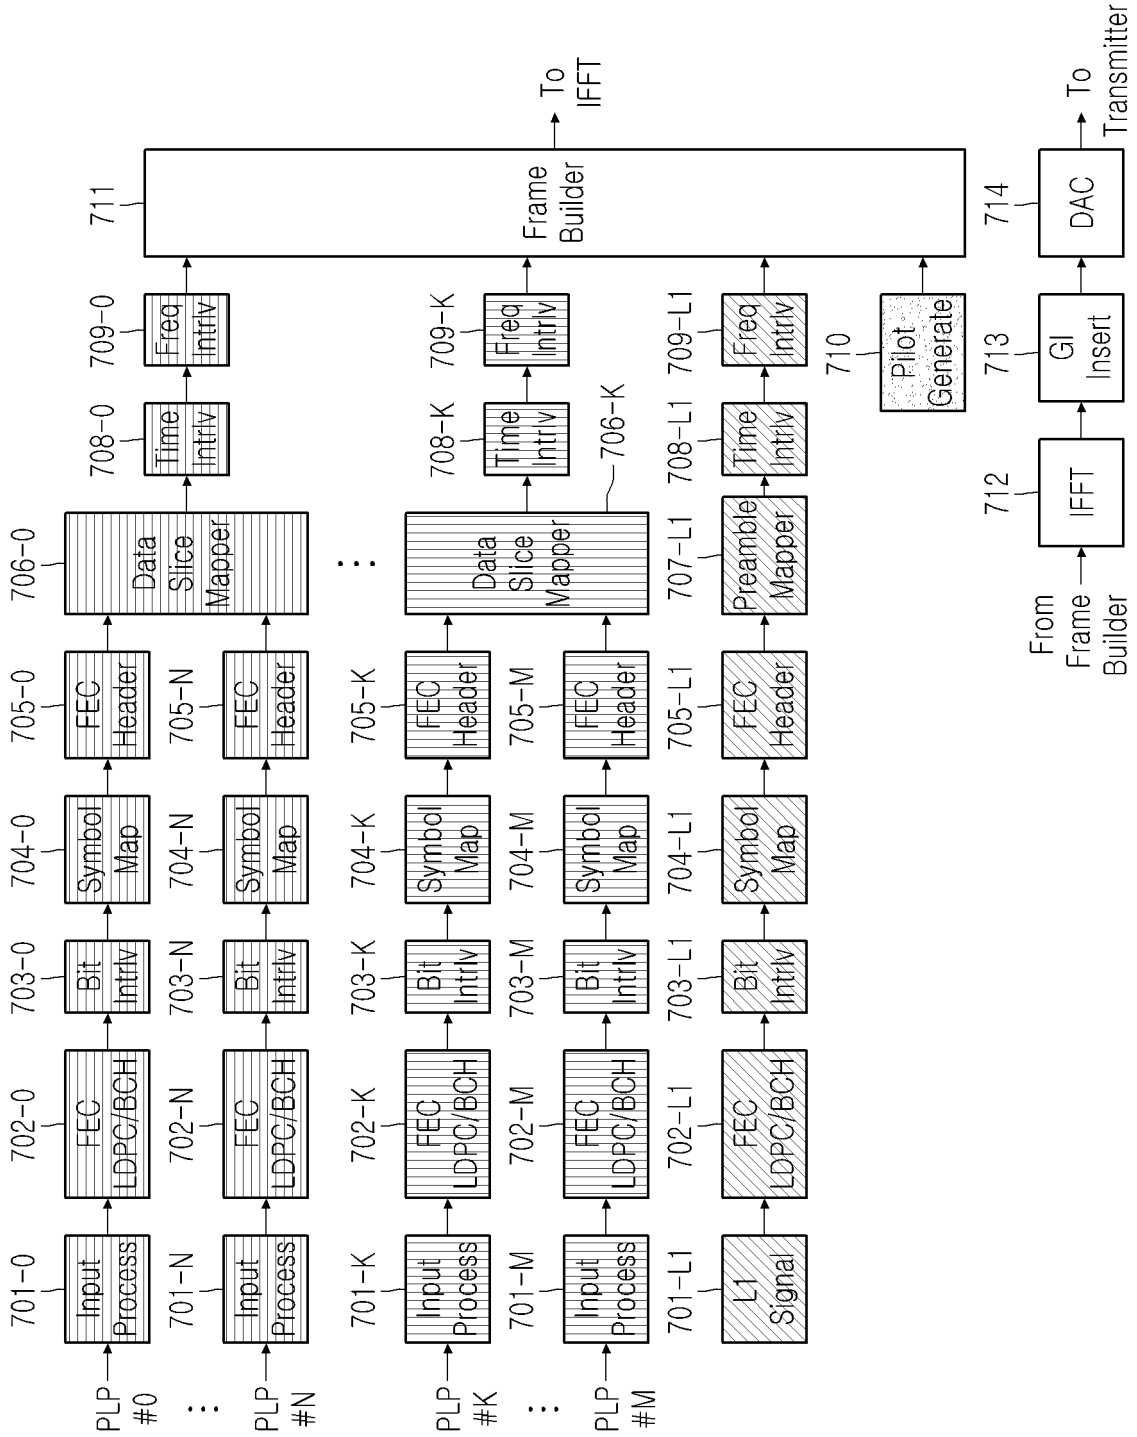 701-0
702-0
703-0
704-0
705-0
706-0
708-0
709-0
711
PLP
#0
Input
Process
FEC
LDPC/BCH
Bit
Intrlv
Symbol
Map
FEC
Header
Data
Slice
Mapper
Time
Intrlv
Freq
Intrlv
Frame
Builder
To
IFFT
701-N
702-N
703-N
704-N
705-N
PLP
#N
Input
Process
FEC
LDPC/BCH
Bit
Intrlv
Symbol
Map
FEC
Header
701-K
702-K
703-K
704-K
705-K
708-K
709-K
PLP
#K
Input
Process
FEC
LDPC/BCH
Bit
Intrlv
Symbol
Map
FEC
Header
Data
Slice
Mapper
Time
Intrlv
Freq
Intrlv
701-M
702-M
703-M
704-M
705-M
706-K
PLP
#M
Input
Process
FEC
LDPC/BCH
Bit
Intrlv
Symbol
Map
FEC
Header
701-L1
702-L1
703-L1
704-L1
705-L1
707-L1
708-L1
709-L1
L1
Signal
FEC
LDPC/BCH
Bit
Intrlv
Symbol
Map
FEC
Header
Preamble
Mapper
Time
Intrlv
Freq
Intrlv
710
Pilot
Generate
712
713
714
From
Frame
Builder
IFFT
GI
Insert
DAC
To
Transmitter